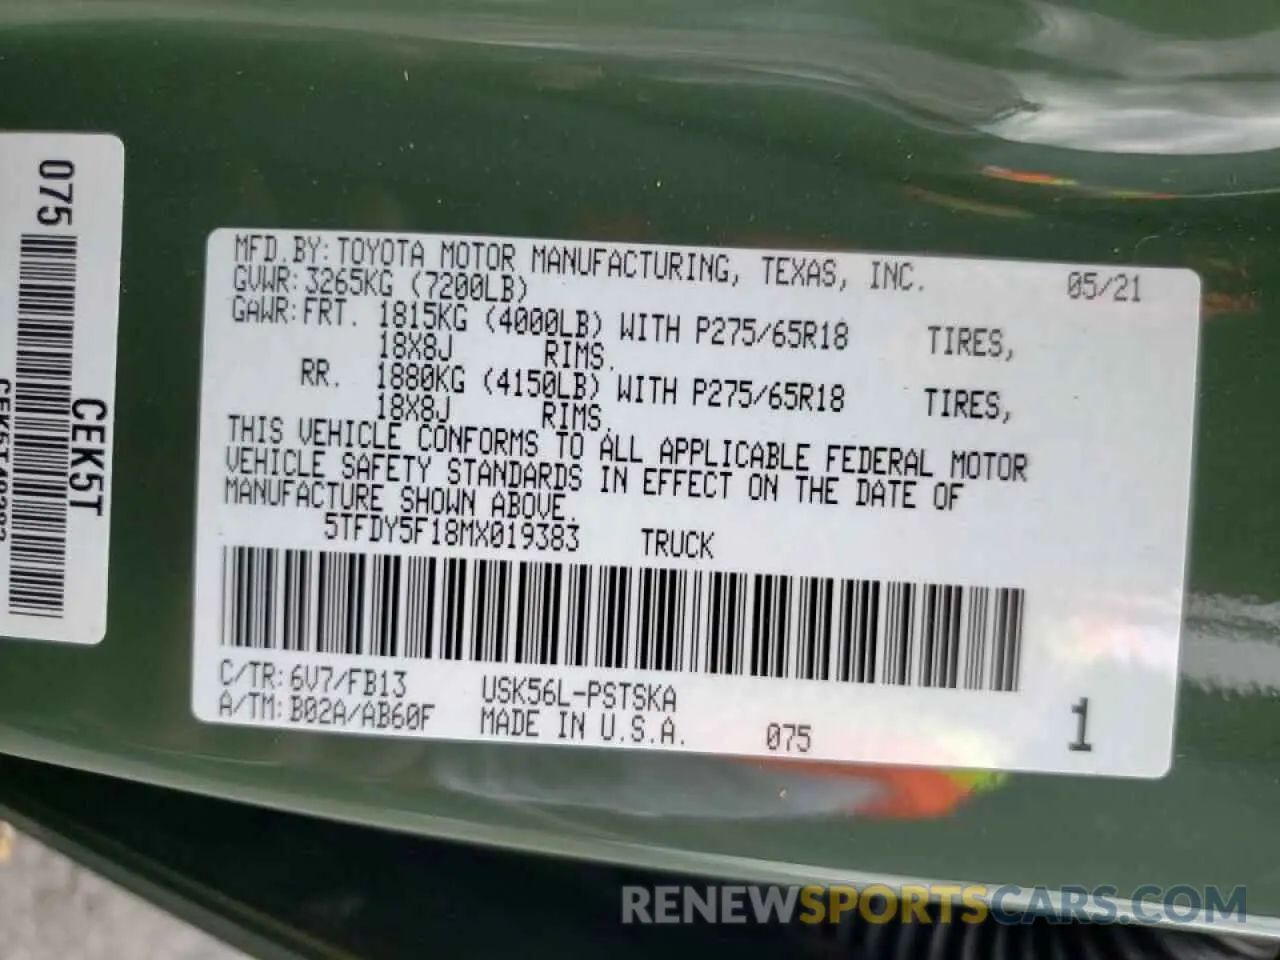 075
CEK5T
MFD.BY:TOYOTA MOTOR MANUFACTURING, TEXAS, INC. 05/21
GVWR:3265KG (7200LB)
GAWR:FRT. 1815KG (4000LB) WITH P275/65R18 TIRES,
18X8J RIMS.
RR. 1880KG (4150LB) WITH P275/65R18 TIRES,
18X8J RIMS.
THIS VEHICLE CONFORMS TO ALL APPLICABLE FEDERAL MOTOR
VEHICLE SAFETY STANDARDS IN EFFECT ON THE DATE OF
MANUFACTURE SHOWN ABOVE.
5TFDY5F18MX019383 TRUCK
C/TR:6V7/FB13 USK56L-PSTSKA
A/TM:B02A/AB60F MADE IN U.S.A. 075 1
RENEWSPORTSCARS.COM